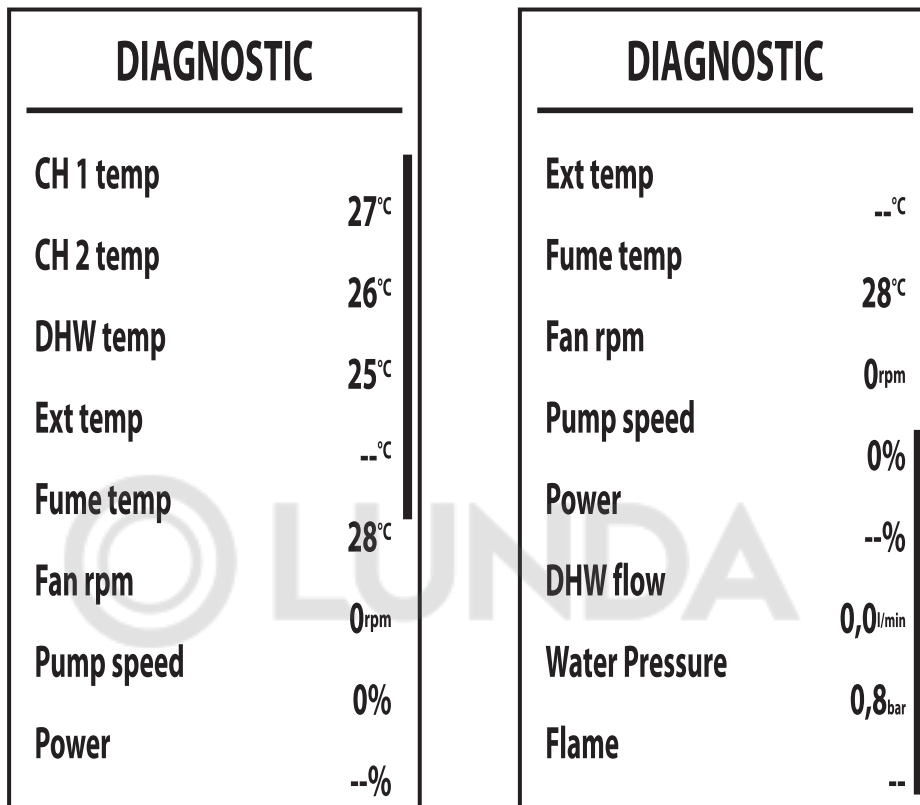 DIAGNOSTIC
CH 1 temp
27°C
CH 2 temp
26°C
DHW temp
25°C
Ext temp
--°C
Fume temp
28°C
Fan rpm
0rpm
Pump speed
0%
Power
--%
DIAGNOSTIC
Ext temp
--°C
Fume temp
28°C
Fan rpm
0rpm
Pump speed
0%
Power
--%
DHW flow
0,0l/min
Water Pressure
0,8bar
Flame
--
LUNDA